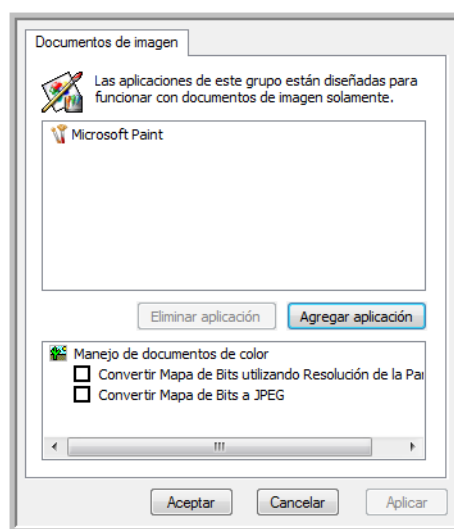 Documentos de imagen
Las aplicaciones de este grupo están diseñadas para
funcionar con documentos de imagen solamente.
Microsoft Paint
Eliminar aplicación
Agregar aplicación
Manejo de documentos de color
Convertir Mapa de Bits utilizando Resolución de la
Convertir Mapa de Bits a JPEG
Aceptar
Cancelar
Aplicar